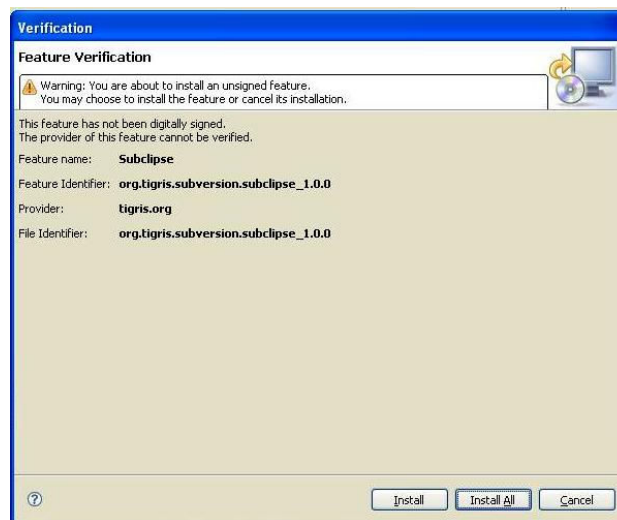 Verification
Feature Verification
Warning: You are about to install an unsigned feature.
You may choose to install the feature or cancel its installation.
This feature has not been digitally signed.
The provider of this feature cannot be verified.
Feature name: Subclipse
Feature Identifier: org.tigris.subversion.subclipse_1.0.0
Provider: tigris.org
File Identifier: org.tigris.subversion.subclipse_1.0.0
? Install Install All Cancel